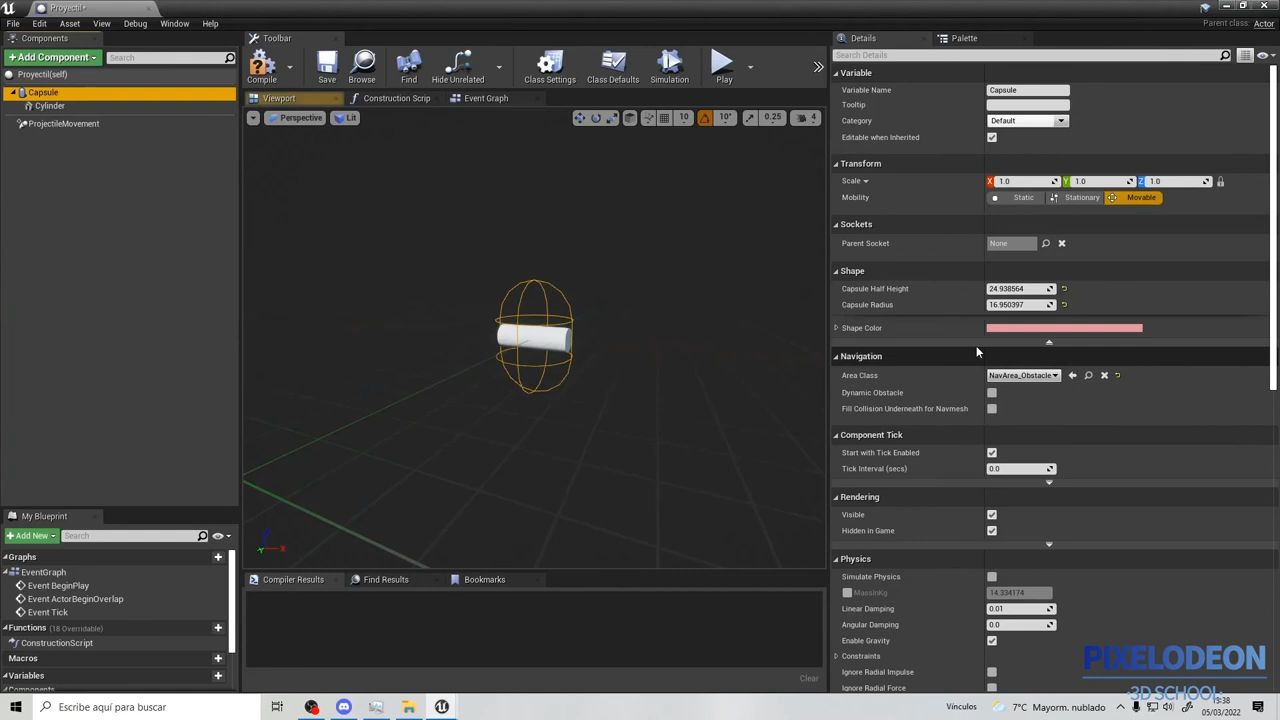 Proyectil*
Parent class: Actor
File Edit Asset View Debug Window Help
Components
Toolbar
Details
Palette
+Add Component
Search
Proyectil(self)
Capsule
Cylinder
ProjectileMovement
Compile
Save
Browse
Find
Hide Unrelated
Class Settings
Class Defaults
Simulation
Play
Viewport
Construction Scrip
Event Graph
Perspective
Lit
10
10°
0.25
4
Search Details
Variable
Variable Name Capsule
Tooltip
Category Default
Editable when Inherited
Transform
Scale X 1.0 Y 1.0 Z 1.0
Mobility Static Stationary Movable
Sockets
Parent Socket None
Shape
Capsule Half Height 24.938564
Capsule Radius 16.950397
Shape Color
Navigation
Area Class NavArea_Obstacle
Dynamic Obstacle
Fill Collision Underneath for Navmesh
Component Tick
Start with Tick Enabled
Tick Interval (secs) 0.0
Rendering
Visible
Hidden in Game
Physics
Simulate Physics
MassInKg 14.334174
Linear Damping 0.01
Angular Damping 0.0
Enable Gravity
Constraints
Ignore Radial Impulse
Ignore Radial Force
My Blueprint
+Add New
Search
Graphs
EventGraph
Event BeginPlay
Event ActorBeginOverlap
Event Tick
Functions (18 Overridable)
ConstructionScript
Macros
Variables
Components
Compiler Results
Find Results
Bookmarks
Clear
PIXELODEON
3D SCHOOL
Escribe aquí para buscar
Vínculos
7°C Mayorm. nublado
15:38
05/03/2022